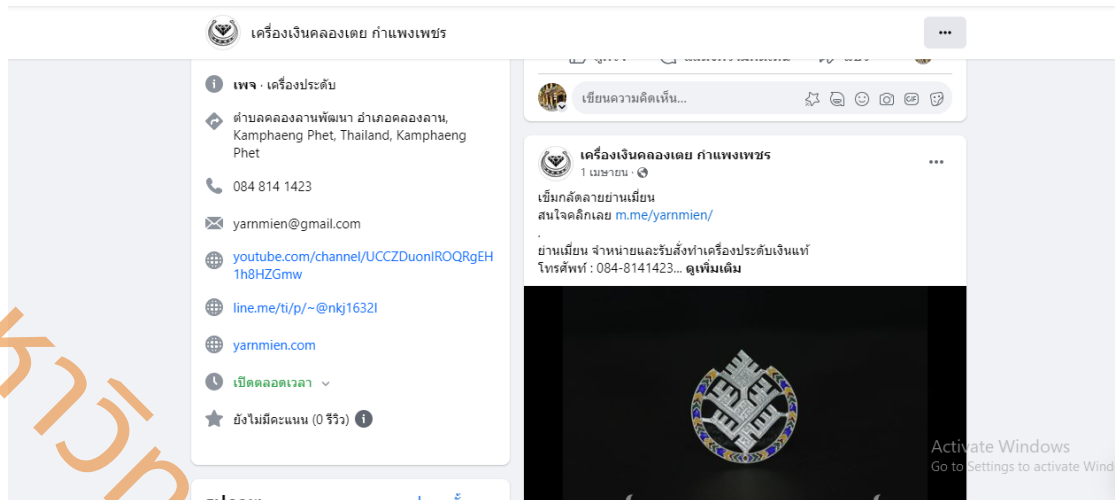 เครื่องเงินคลองเตย กำแพงเพชร
เพจ · เครื่องประดับ
ตำบลคลองลานพัฒนา อำเภอคลองลาน,
Kamphaeng Phet, Thailand, Kamphaeng
Phet
084 814 1423
yarnmien@gmail.com
youtube.com/channel/UCCZDuonIROQRgEH
1h8HZGmw
line.me/ti/p/~@nkj1632l
yarnmien.com
เปิดตลอดเวลา
ยังไม่มีคะแนน (0 รีวิว)
เขียนความคิดเห็น...
GIF
เครื่องเงินคลองเตย กำแพงเพชร
1 เมษายน ·
เข็มกลัดลายย่านเมี่ยน
สนใจคลิกเลย m.me/yarnmien/
.
ย่านเมี่ยน จำหน่ายและรับสั่งทำเครื่องประดับเงินแท้
โทรศัพท์ : 084-8141423... ดูเพิ่มเติม
Activate Windows
Go to Settings to activate Wind